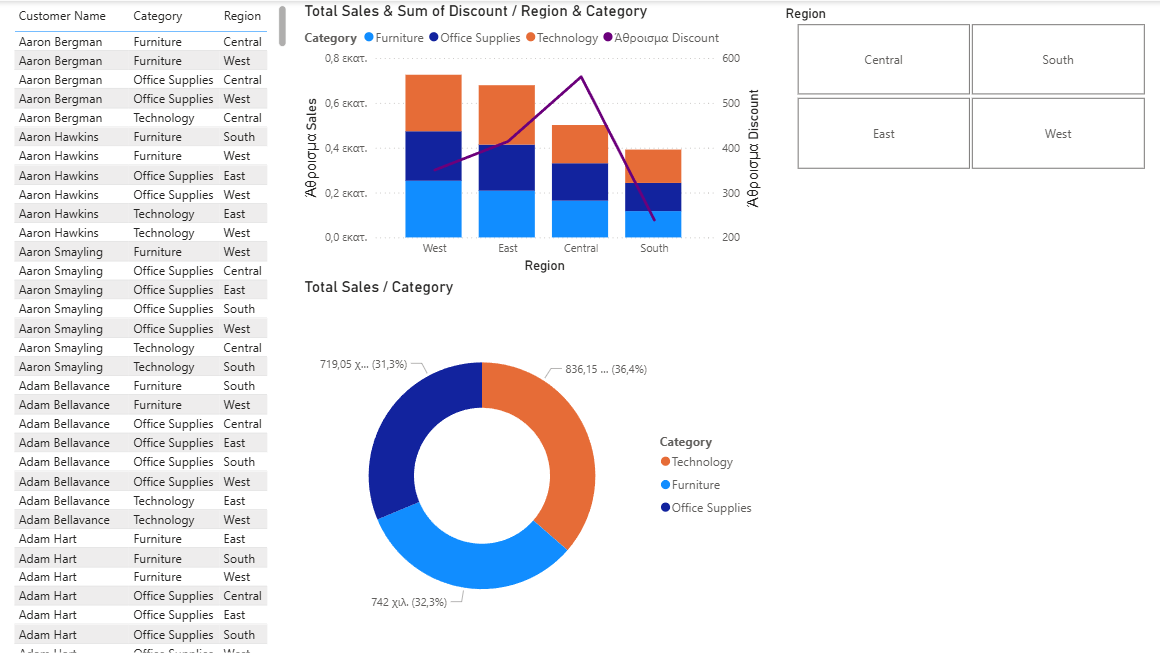 Customer Name Category Region
Aaron Bergman Furniture Central
Aaron Bergman Furniture West
Aaron Bergman Office Supplies Central
Aaron Bergman Office Supplies West
Aaron Bergman Technology Central
Aaron Hawkins Furniture South
Aaron Hawkins Furniture West
Aaron Hawkins Office Supplies East
Aaron Hawkins Office Supplies West
Aaron Hawkins Technology East
Aaron Hawkins Technology West
Aaron Smayling Furniture West
Aaron Smayling Office Supplies Central
Aaron Smayling Office Supplies East
Aaron Smayling Office Supplies South
Aaron Smayling Office Supplies West
Aaron Smayling Technology Central
Aaron Smayling Technology South
Adam Bellavance Furniture South
Adam Bellavance Furniture West
Adam Bellavance Office Supplies Central
Adam Bellavance Office Supplies East
Adam Bellavance Office Supplies South
Adam Bellavance Office Supplies West
Adam Bellavance Technology East
Adam Bellavance Technology West
Adam Hart Furniture East
Adam Hart Furniture South
Adam Hart Furniture West
Adam Hart Office Supplies Central
Adam Hart Office Supplies East
Adam Hart Office Supplies South
Adam Hart Office Supplies West
Total Sales & Sum of Discount / Region & Category
Category Furniture Office Supplies Technology Άθροισμα Discount
Άθροισμα Sales
0,8 εκατ.
0,6 εκατ.
0,4 εκατ.
0,2 εκατ.
0,0 εκατ.
600
500
400
300
200
Άθροισμα Discount
West East Central South
Region
Total Sales / Category
719,05 χ... (31,3%)
836,15 ... (36,4%)
742 χιλ. (32,3%)
Category
Technology
Furniture
Office Supplies
Region
Central South
East West